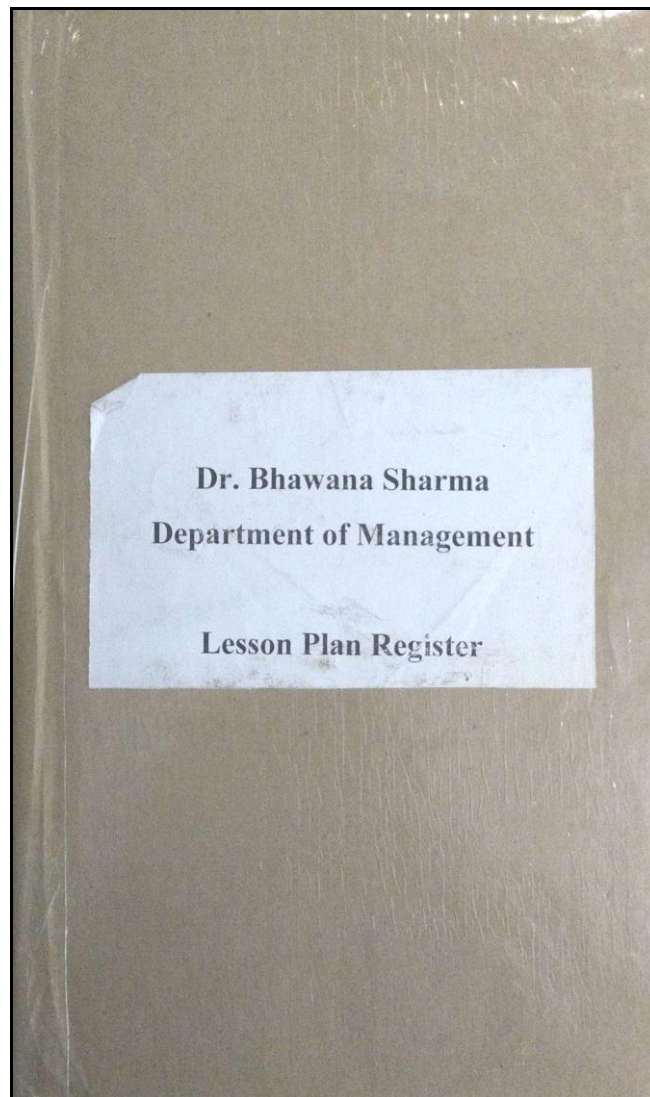 Dr. Bhawana Sharma
Department of Management
Lesson Plan Register